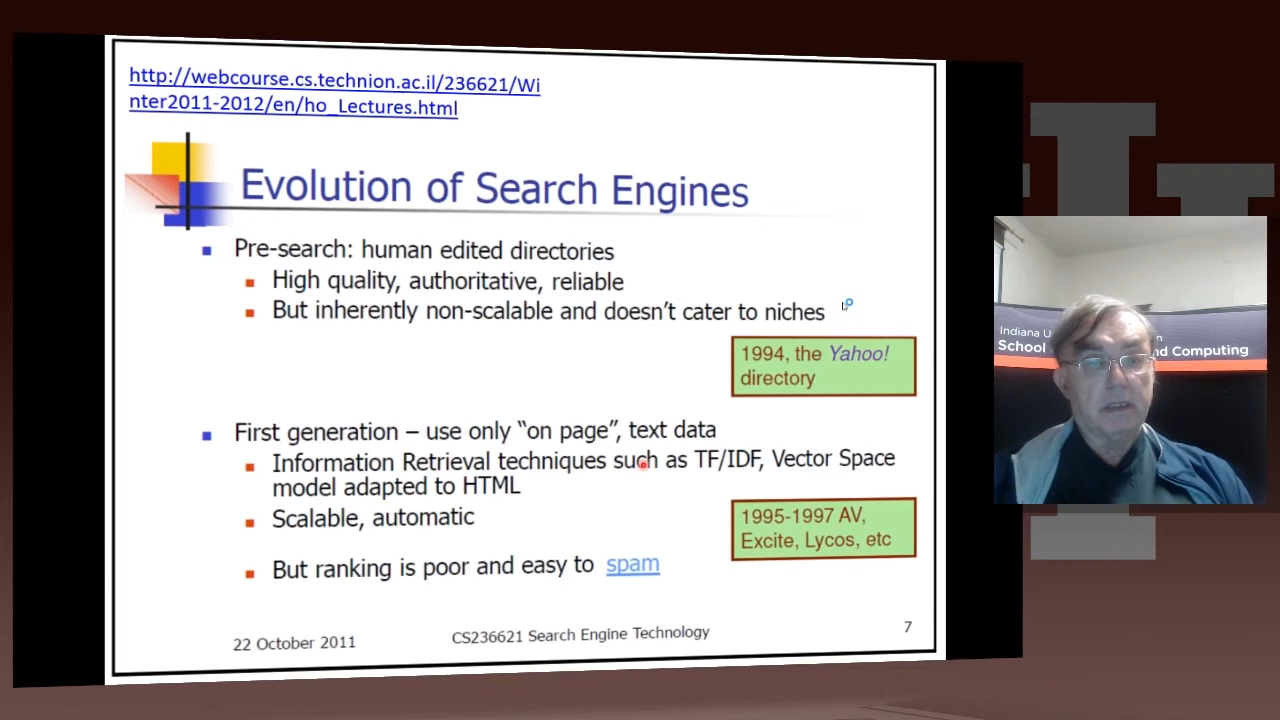 http://webcourse.cs.technion.ac.il/236621/Wi
nter2011-2012/en/ho_Lectures.html
Evolution of Search Engines
Pre-search: human edited directories
High quality, authoritative, reliable
But inherently non-scalable and doesn't cater to niches
1994, the Yahoo!
directory
First generation – use only "on page", text data
Information Retrieval techniques such as TF/IDF, Vector Space
model adapted to HTML
Scalable, automatic
1995-1997 AV,
Excite, Lycos, etc
But ranking is poor and easy to spam
22 October 2011
CS236621 Search Engine Technology
7
Indiana U
School
nd Computing